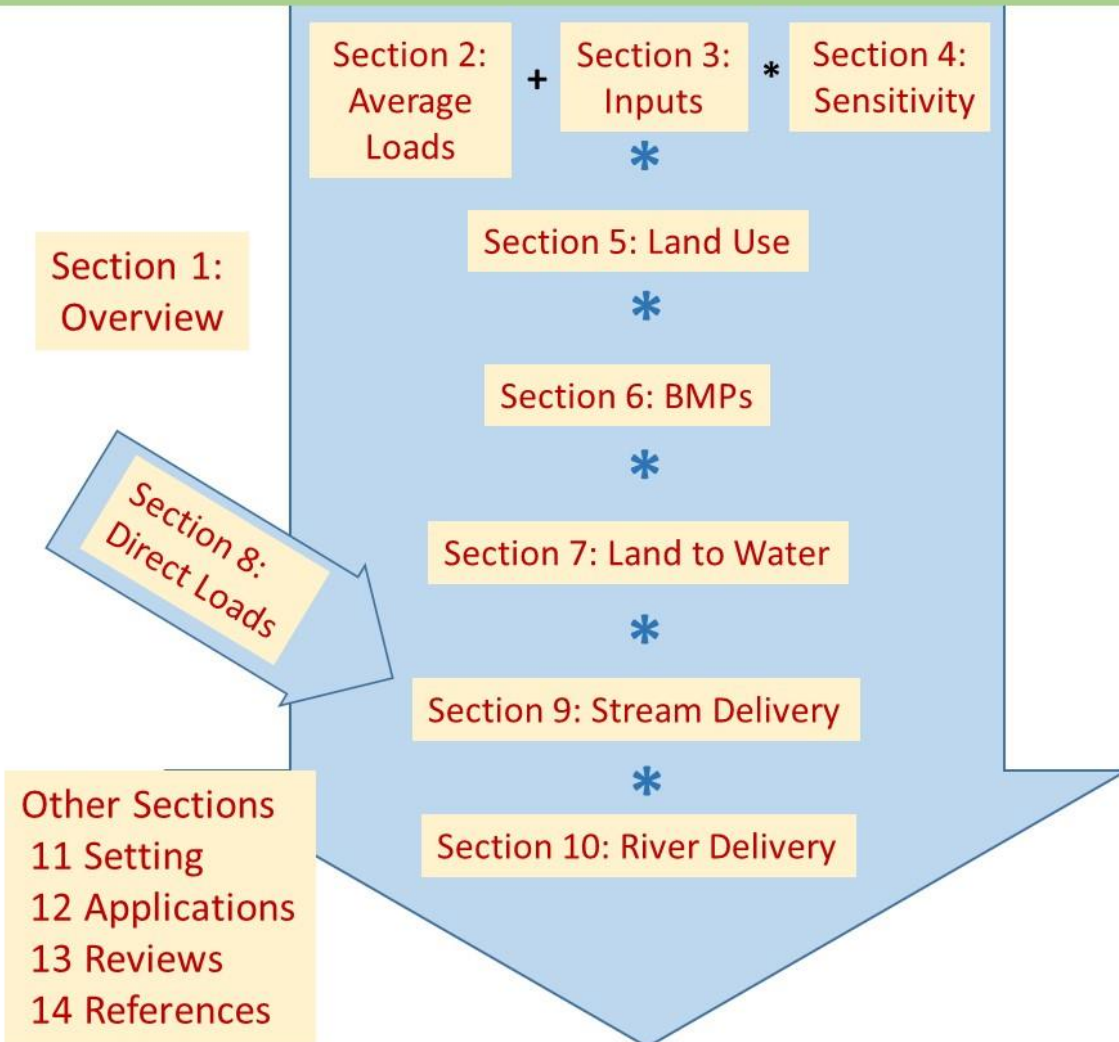 Section 2:
Average
Loads
+
Section 3:
Inputs
*
Section 4:
Sensitivity
*
Section 5: Land Use
*
Section 1:
Overview
Section 6: BMPs
*
Section 8:
Direct Loads
Section 7: Land to Water
*
Section 9: Stream Delivery
*
Section 10: River Delivery
Other Sections
11 Setting
12 Applications
13 Reviews
14 References